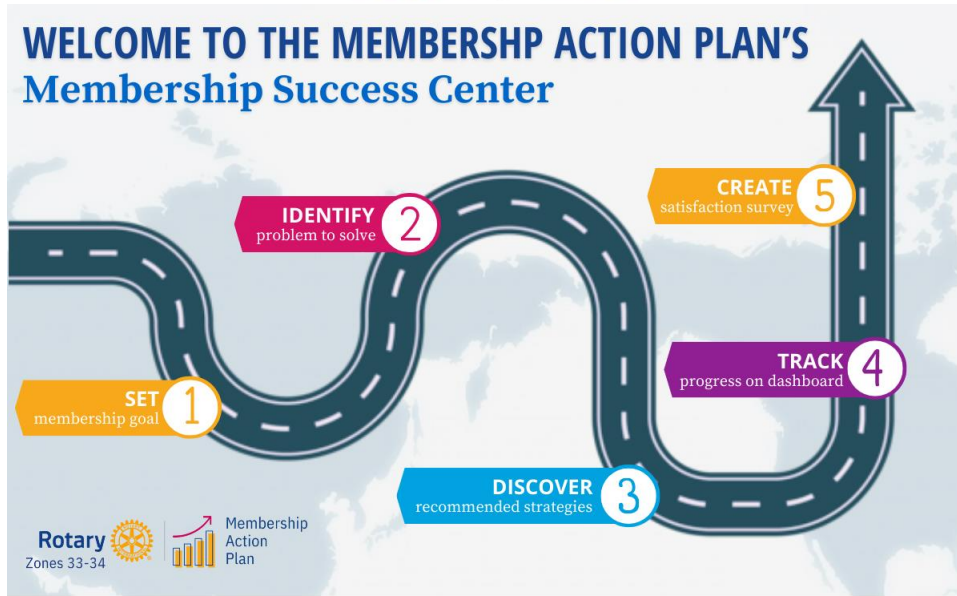 WELCOME TO THE MEMBERSHP ACTION PLAN'S
Membership Success Center
SET
membership goal
1
IDENTIFY
problem to solve
2
DISCOVER
recommended strategies
3
TRACK
progress on dashboard
4
CREATE
satisfaction survey
5
Rotary
Zones 33-34
Membership
Action
Plan